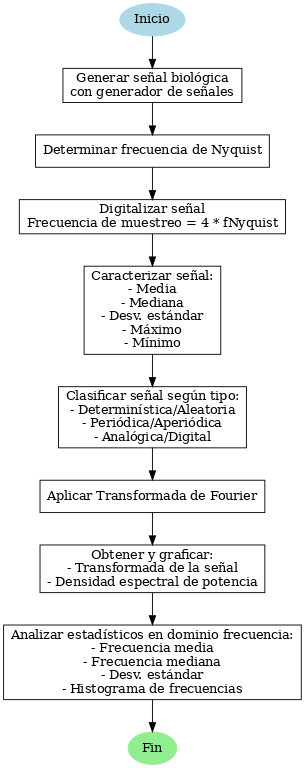 Inicio
Generar señal biológica
con generador de señales
Determinar frecuencia de Nyquist
Digitalizar señal
Frecuencia de muestreo = 4 * fNyquist
Caracterizar señal:
- Media
- Mediana
- Desv. estándar
- Máximo
- Mínimo
Clasificar señal según tipo:
- Determinística/Aleatoria
- Periódica/Aperiódica
- Analógica/Digital
Aplicar Transformada de Fourier
Obtener y graficar:
- Transformada de la señal
- Densidad espectral de potencia
Analizar estadísticos en dominio frecuencia:
- Frecuencia media
- Frecuencia mediana
- Desv. estándar
- Histograma de frecuencias
Fin